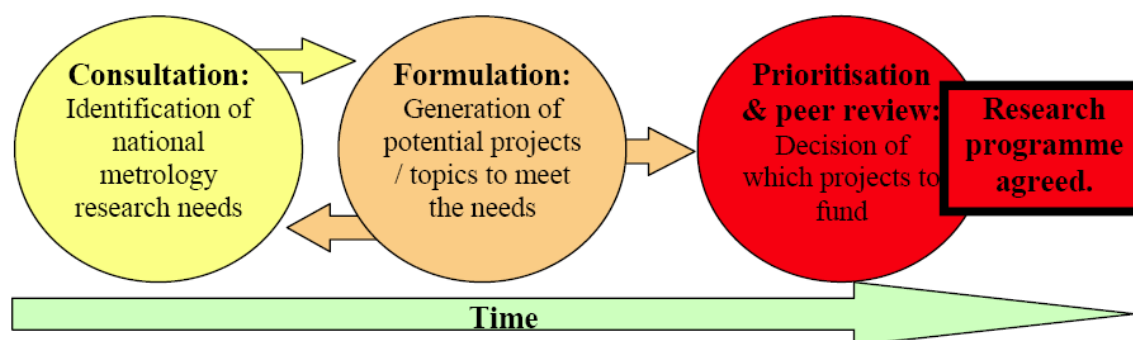 Consultation:
Identification of
national
metrology
research needs
Formulation:
Generation of
potential projects
/ topics to meet
the needs
Prioritisation
& peer review:
Decision of
which projects to
fund
Research
programme
agreed.
Time